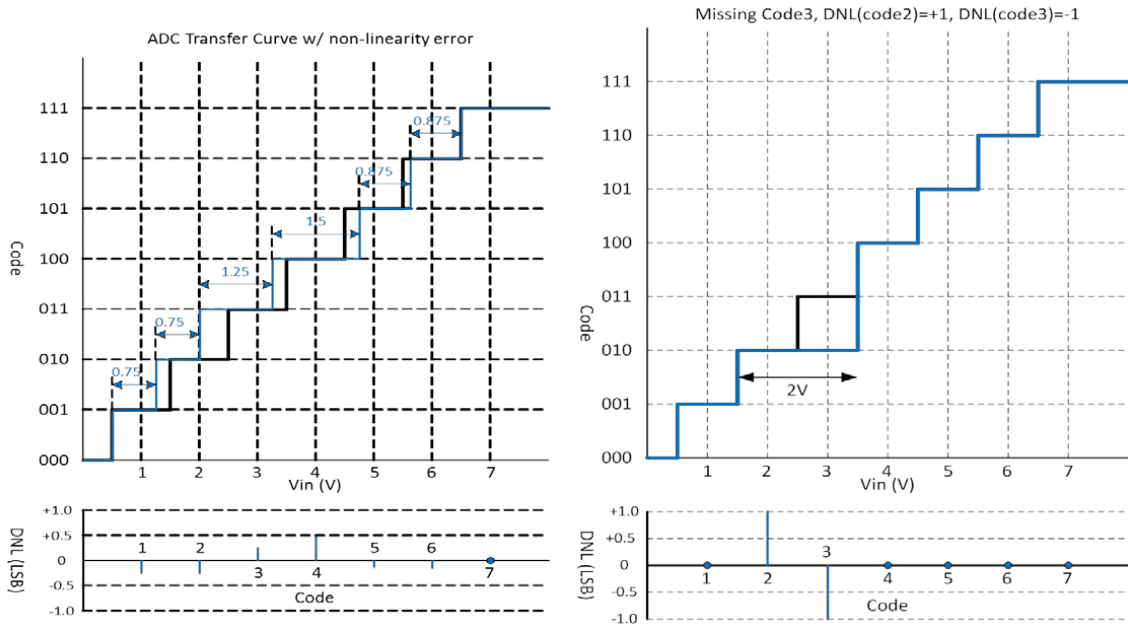 ADC Transfer Curve w/ non-linearity error
111
110
101
100
011
010
001
000
Code
0.875
0.875
1.5
1.25
0.75
0.75
1 2 3 4 5 6 7
Vin (V)
DNL (LSB)
+1.0
+0.5
0
-0.5
-1.0
1 2 3 4 5 6 7
Code
Missing Code3, DNL(code2)=+1, DNL(code3)=-1
111
110
101
100
011
010
001
000
Code
2V
1 2 3 4 5 6 7
Vin (V)
DNL (LSB)
+1.0
+0.5
0
-0.5
-1.0
1 2 3 4 5 6 7
Code